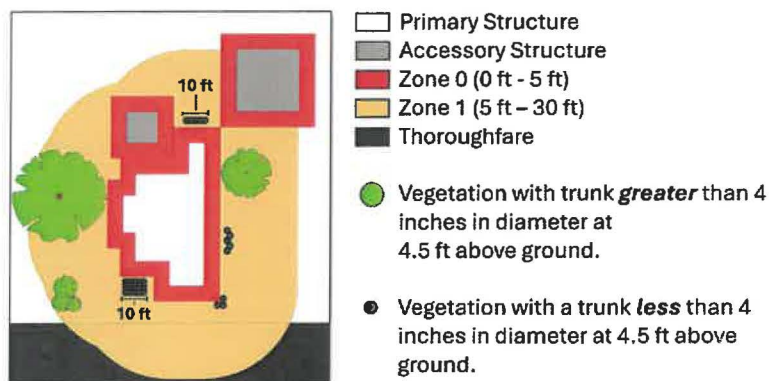 10 ft
10 ft
Primary Structure
Accessory Structure
Zone 0 (0 ft - 5 ft)
Zone 1 (5 ft – 30 ft)
Thoroughfare
Vegetation with trunk greater than 4
inches in diameter at
4.5 ft above ground.
Vegetation with a trunk less than 4
inches in diameter at 4.5 ft above
ground.